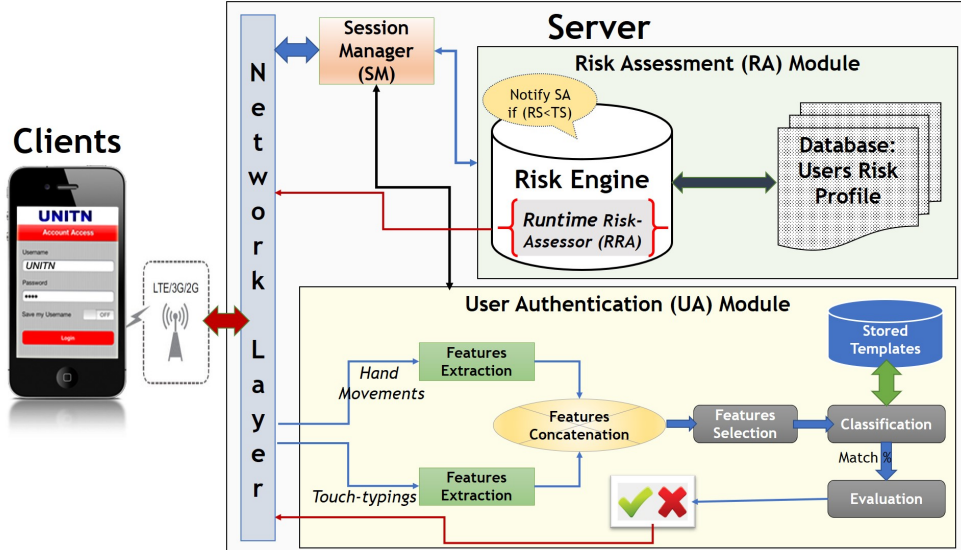 Server
Session
Manager
(SM)
Risk Assessment (RA) Module
Notify SA
if (RS<TS)
Risk Engine
Runtime Risk-
Assessor (RRA)
Database:
Users Risk
Profile
Clients
UNITN
Account Access
Username
UNITN
Password
••••
Save my Username
OFF
Login
LTE/3G/2G
Network Layer
User Authentication (UA) Module
Hand
Movements
Features
Extraction
Touch-typings
Features
Extraction
Features
Concatenation
Features
Selection
Stored
Templates
Classification
Match %
Evaluation